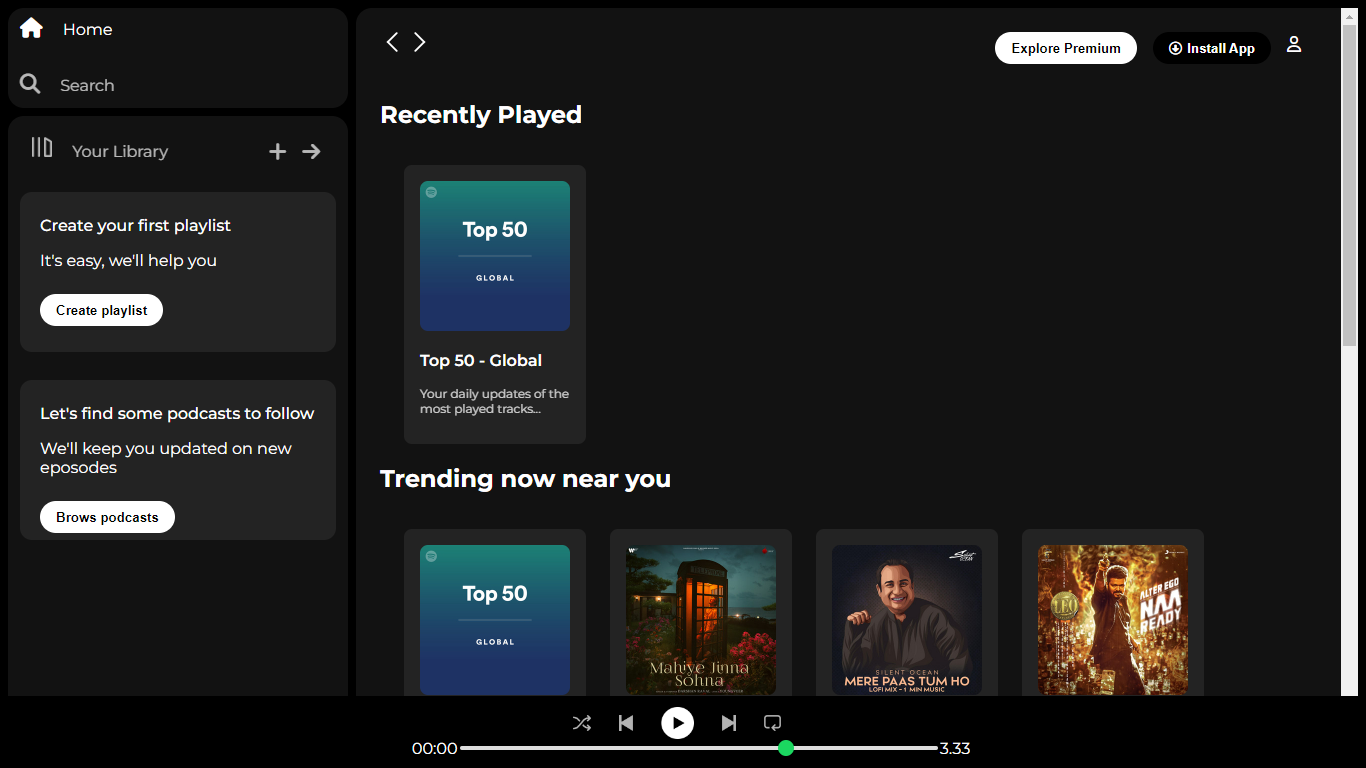 Home
Search
Your Library
Create your first playlist
It's easy, we'll help you
Create playlist
Let's find some podcasts to follow
We'll keep you updated on new
eposodes
Brows podcasts
Explore Premium
Install App
Recently Played
Top 50
GLOBAL
Top 50 - Global
Your daily updates of the
most played tracks...
Trending now near you
Top 50
GLOBAL
Mahiye Jinna
Sohna
SILENT OCEAN
MERE PAAS TUM HO
LOFI MIX - 1 MIN MUSIC
LEO
ALTER EGO
NAA
READY
00:00
3.33